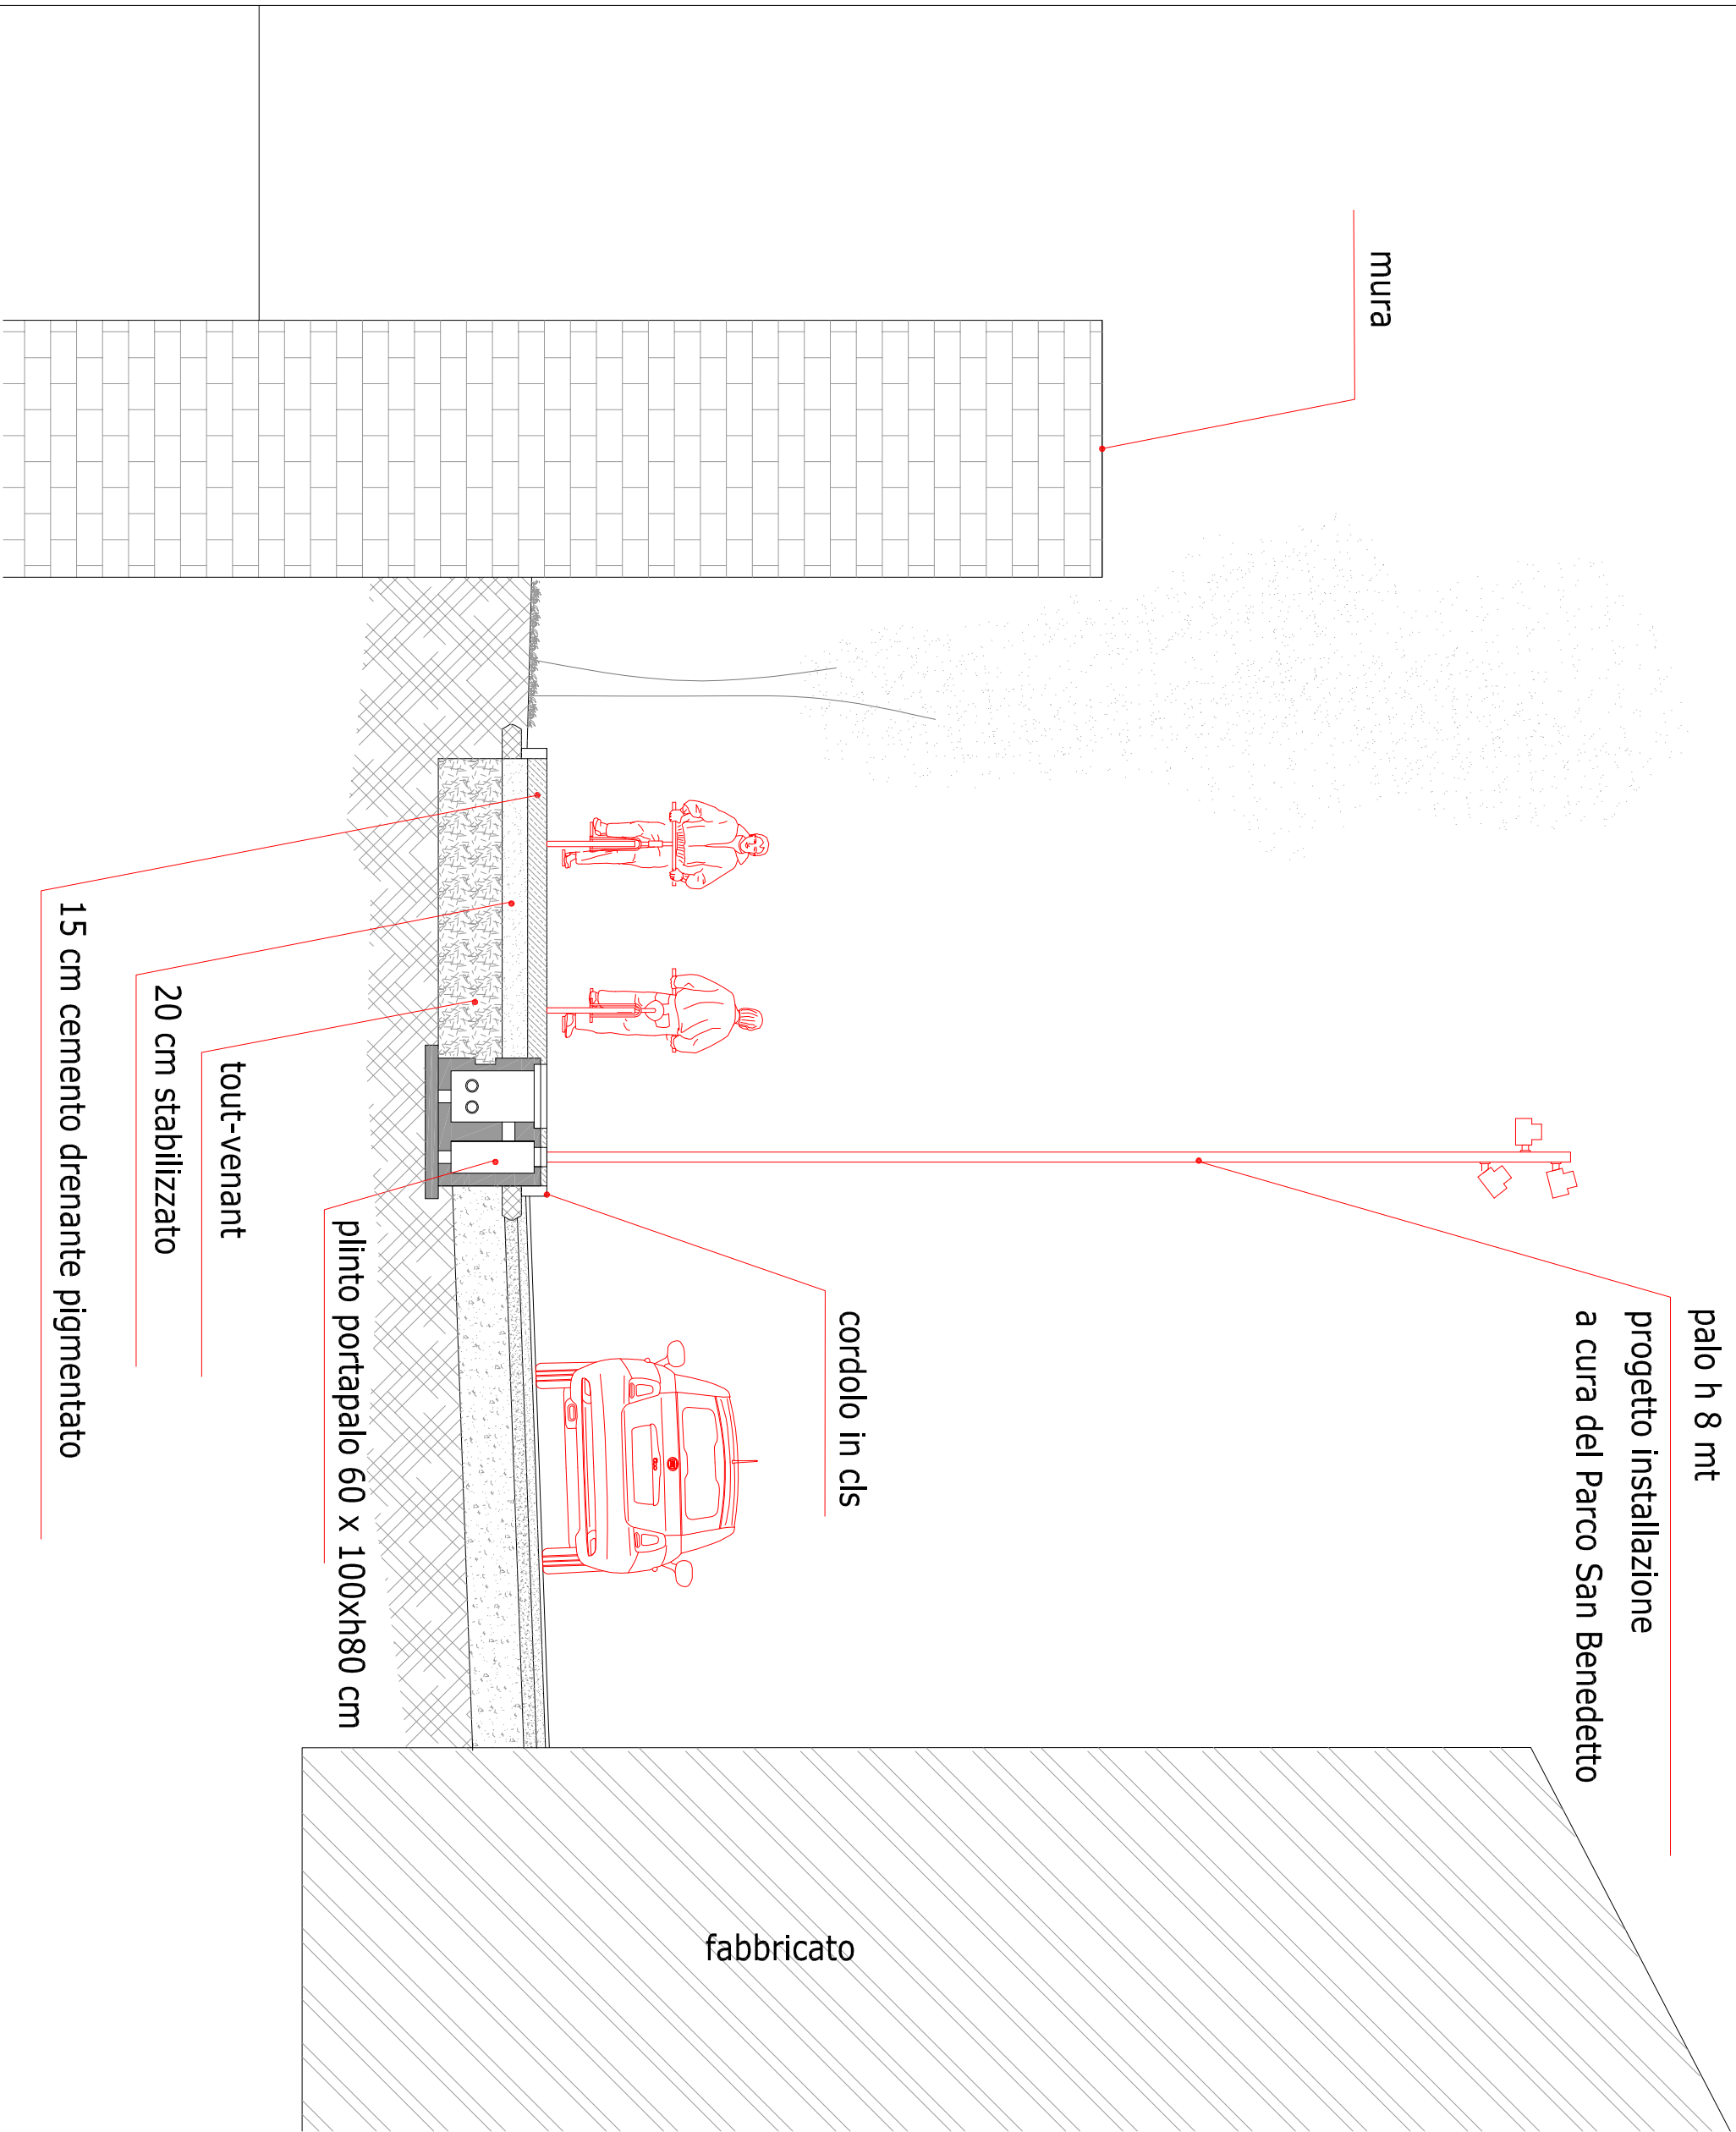 mura
palo h 8 mt
progetto installazione
a cura del Parco San Benedetto
cordolo in cls
fabbricato
plinto portapalo 60 x 100xh80 cm
tout-venant
20 cm stabilizzato
15 cm cemento drenante pigmentato